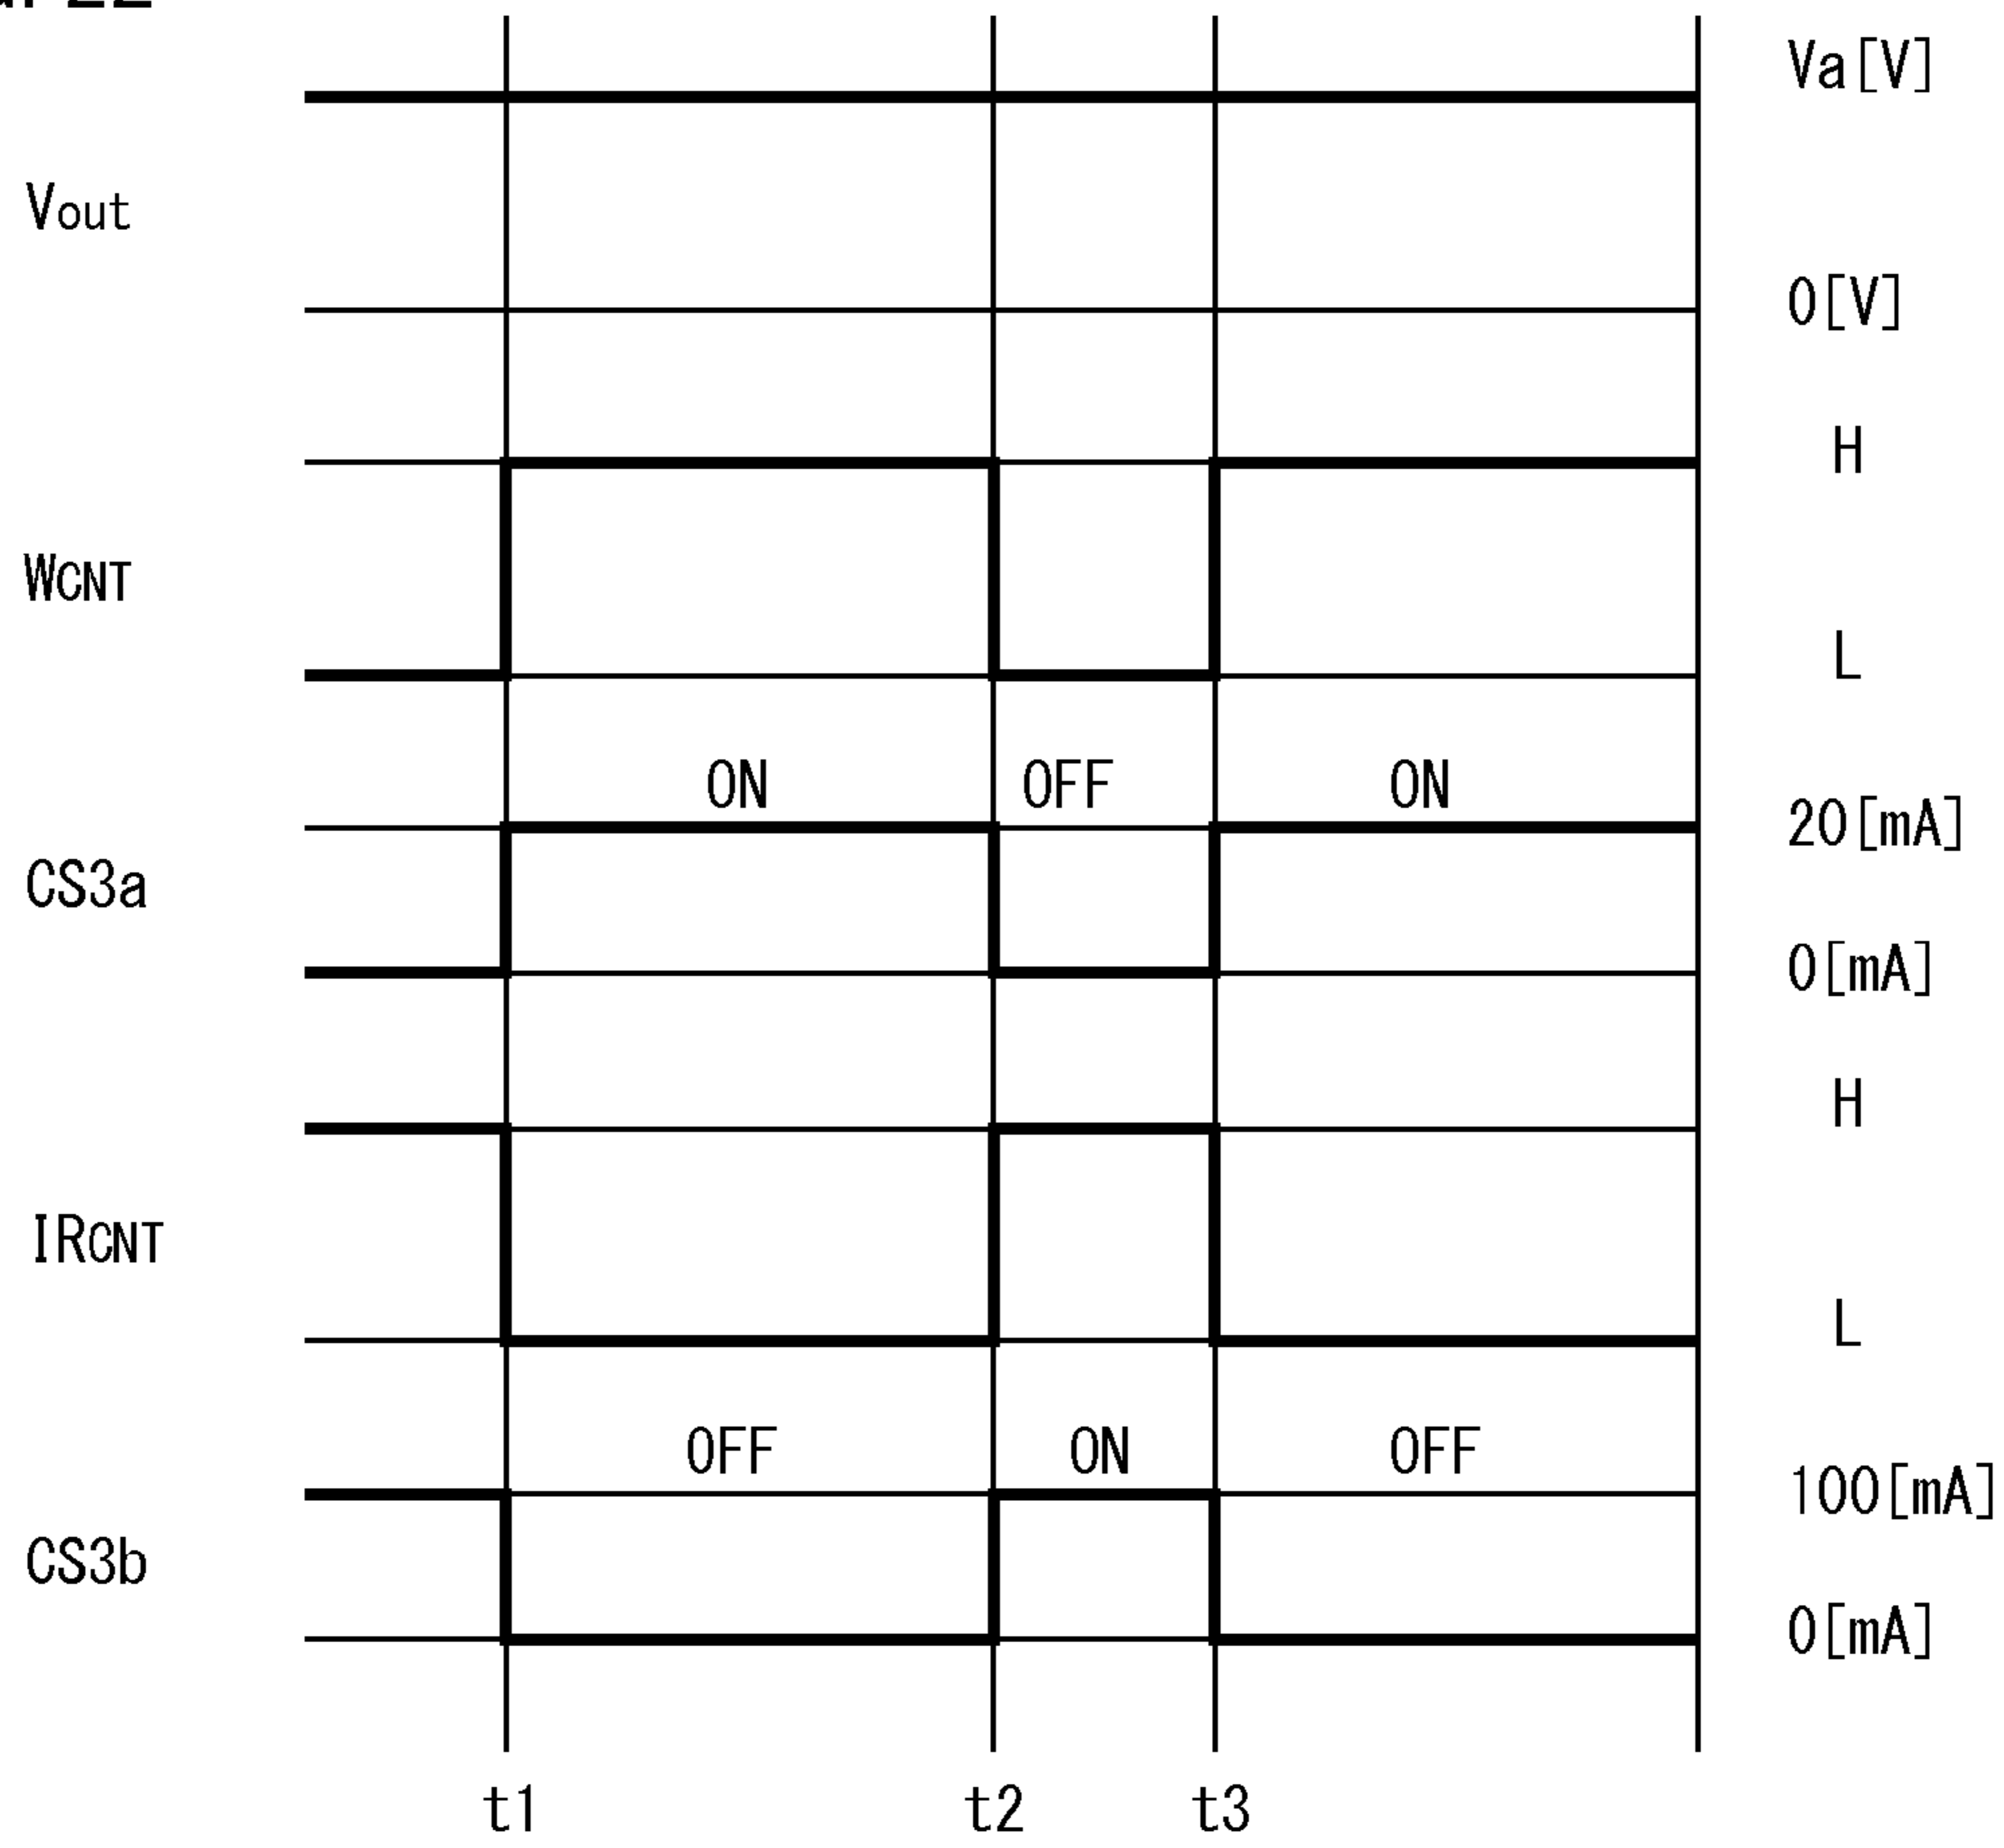 Va[V]
Vout
0[V]
H
WCNT
L
ON OFF ON
20[mA]
CS3a
0[mA]
H
IRCNT
L
OFF ON OFF
100[mA]
CS3b
0[mA]
t1 t2 t3